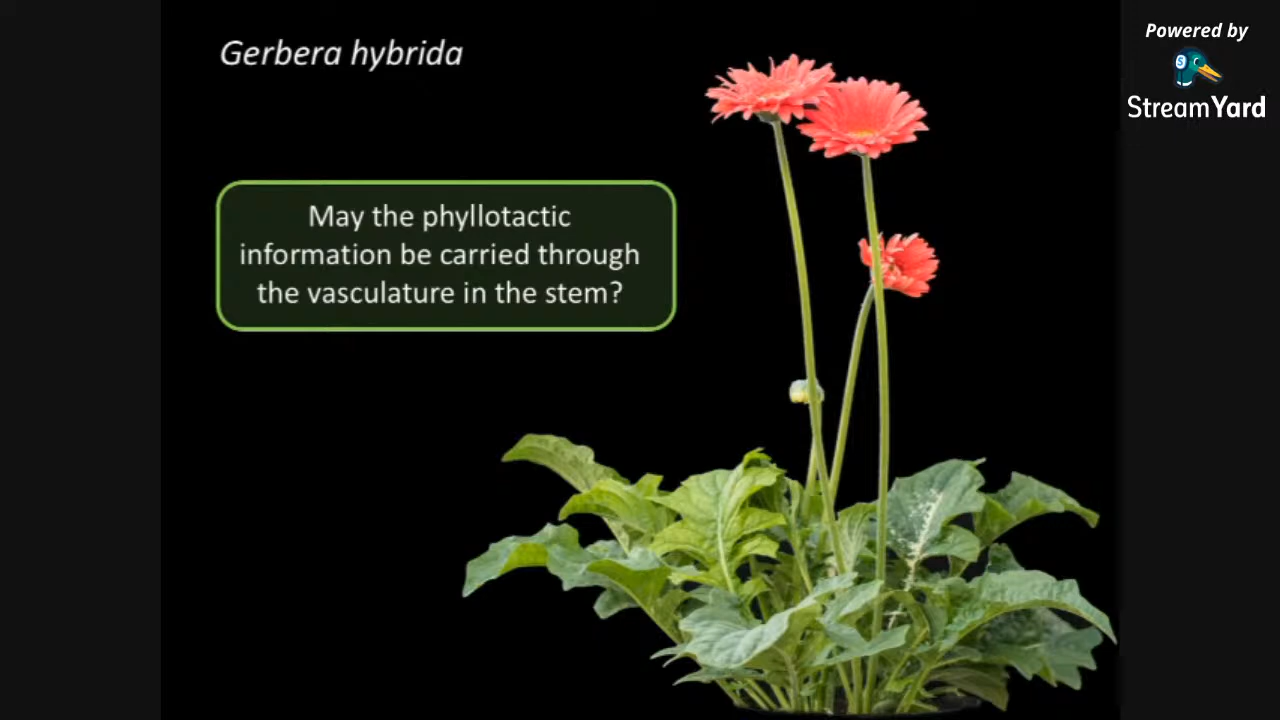 Gerbera hybrida
May the phyllotactic
information be carried through
the vasculature in the stem?
Powered by
StreamYard